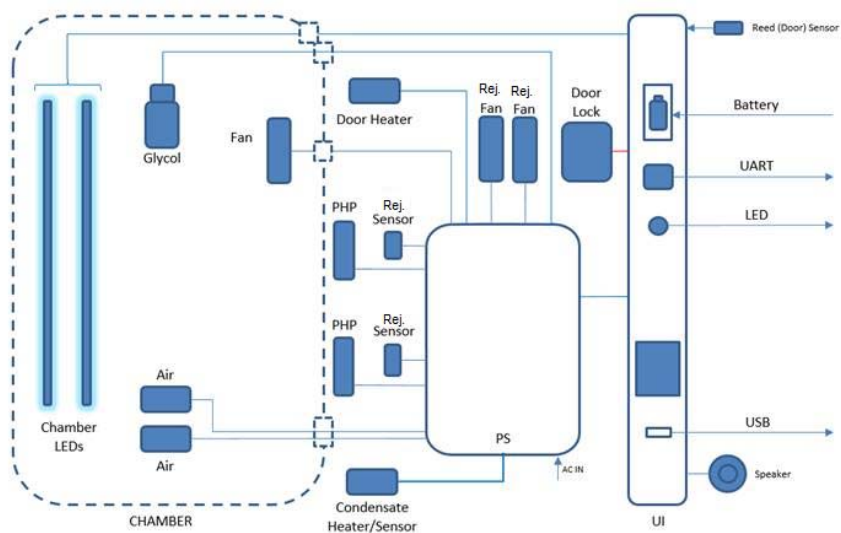 Reed (Door) Sensor
Rej.
Fan
Rej.
Fan
Door
Lock
Battery
Door Heater
Fan
Glycol
UART
PHP
Rej.
Sensor
LED
PHP
Rej.
Sensor
Air
Chamber
LEDs
Air
USB
PS
AC IN
Speaker
Condensate
Heater/Sensor
CHAMBER
UI